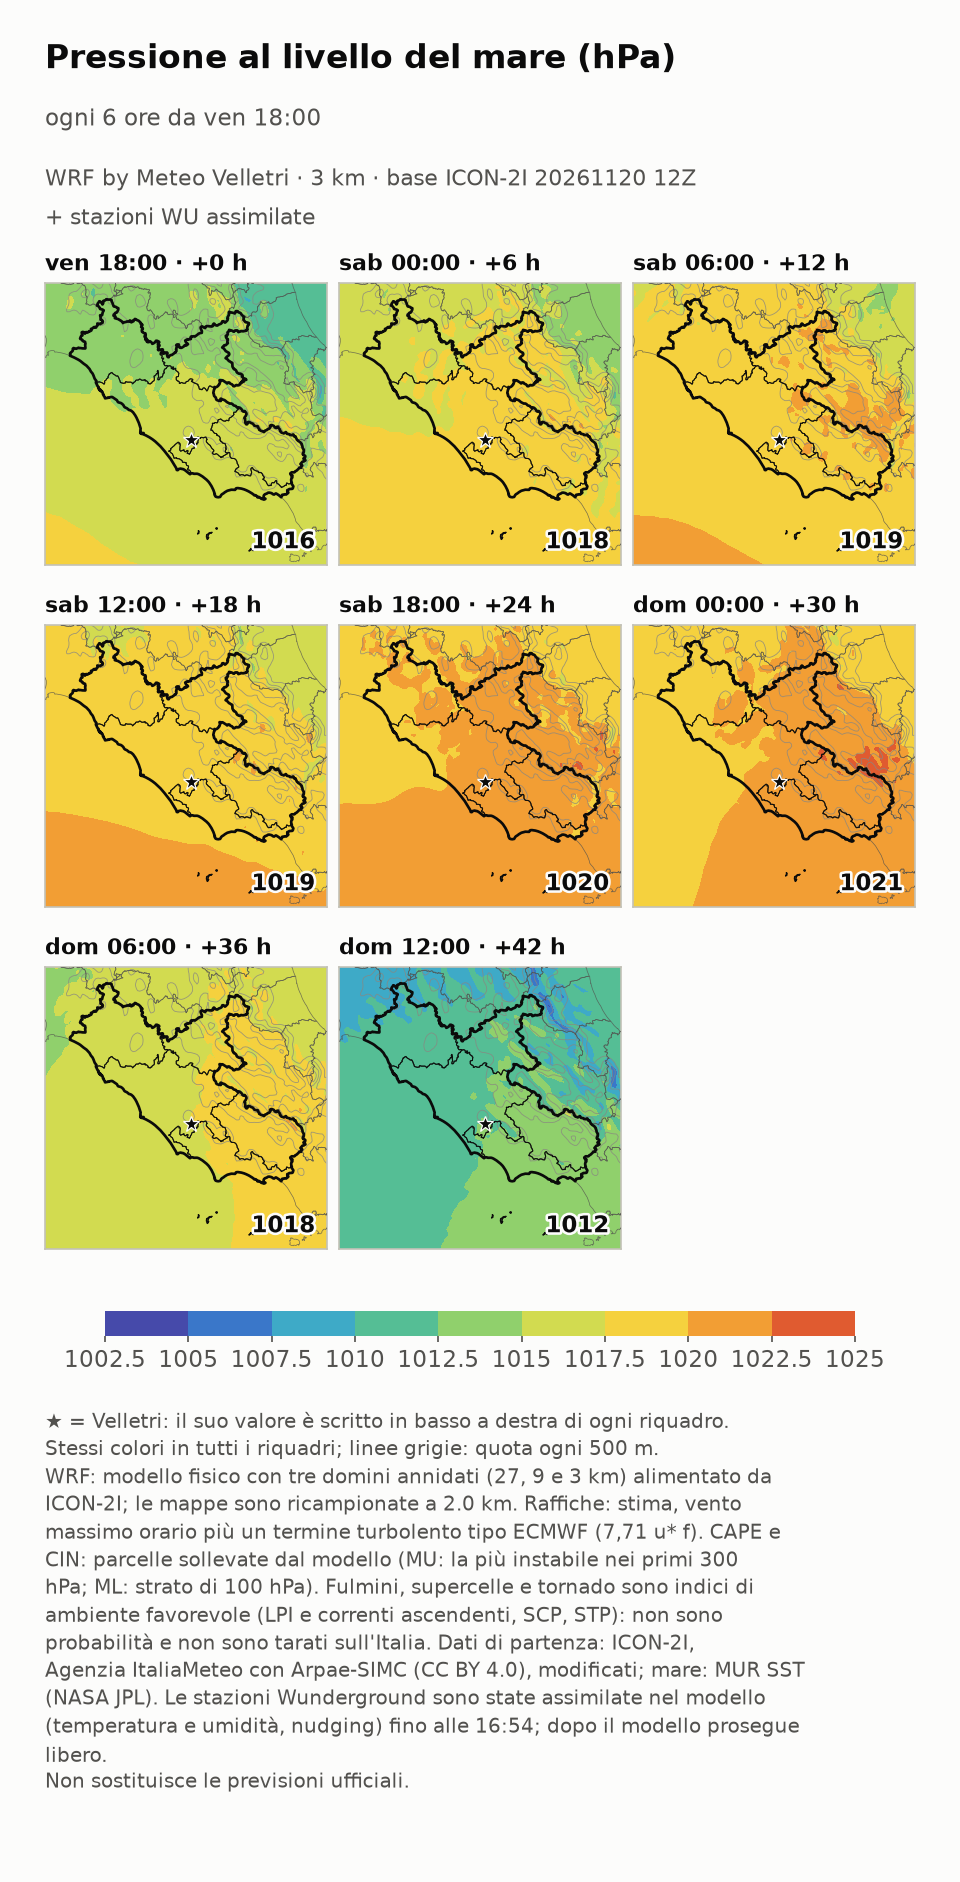 Pressione al livello del mare (hPa)
ogni 6 ore da ven 18:00
WRF by Meteo Velletri · 3 km · base ICON-2I 20261120 12Z
+ stazioni WU assimilate
ven 18:00 · +0 h
sab 00:00 · +6 h
sab 06:00 · +12 h
1016
1018
1019
sab 12:00 · +18 h
sab 18:00 · +24 h
dom 00:00 · +30 h
1019
1020
1021
dom 06:00 · +36 h
dom 12:00 · +42 h
1018
1012
1002.5 1005 1007.5 1010 1012.5 1015 1017.5 1020 1022.5 1025
★ = Velletri: il suo valore è scritto in basso a destra di ogni riquadro.
Stessi colori in tutti i riquadri; linee grigie: quota ogni 500 m.
WRF: modello fisico con tre domini annidati (27, 9 e 3 km) alimentato da
ICON-2I; le mappe sono ricampionate a 2.0 km. Raffiche: stima, vento
massimo orario più un termine turbolento tipo ECMWF (7,71 u* f). CAPE e
CIN: parcelle sollevate dal modello (MU: la più instabile nei primi 300
hPa; ML: strato di 100 hPa). Fulmini, supercelle e tornado sono indici di
ambiente favorevole (LPI e correnti ascendenti, SCP, STP): non sono
probabilità e non sono tarati sull'Italia. Dati di partenza: ICON-2I,
Agenzia ItaliaMeteo con Arpae-SIMC (CC BY 4.0), modificati; mare: MUR SST
(NASA JPL). Le stazioni Wunderground sono state assimilate nel modello
(temperatura e umidità, nudging) fino alle 16:54; dopo il modello prosegue
libero.
Non sostituisce le previsioni ufficiali.